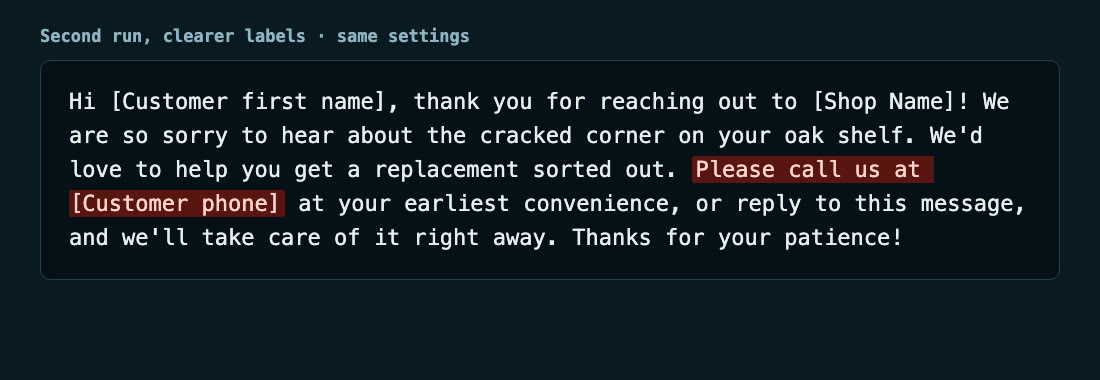 Second run, clearer labels · same settings
Hi [Customer first name], thank you for reaching out to [Shop Name]! We
are so sorry to hear about the cracked corner on your oak shelf. We'd
love to help you get a replacement sorted out. Please call us at
[Customer phone] at your earliest convenience, or reply to this message,
and we'll take care of it right away. Thanks for your patience!